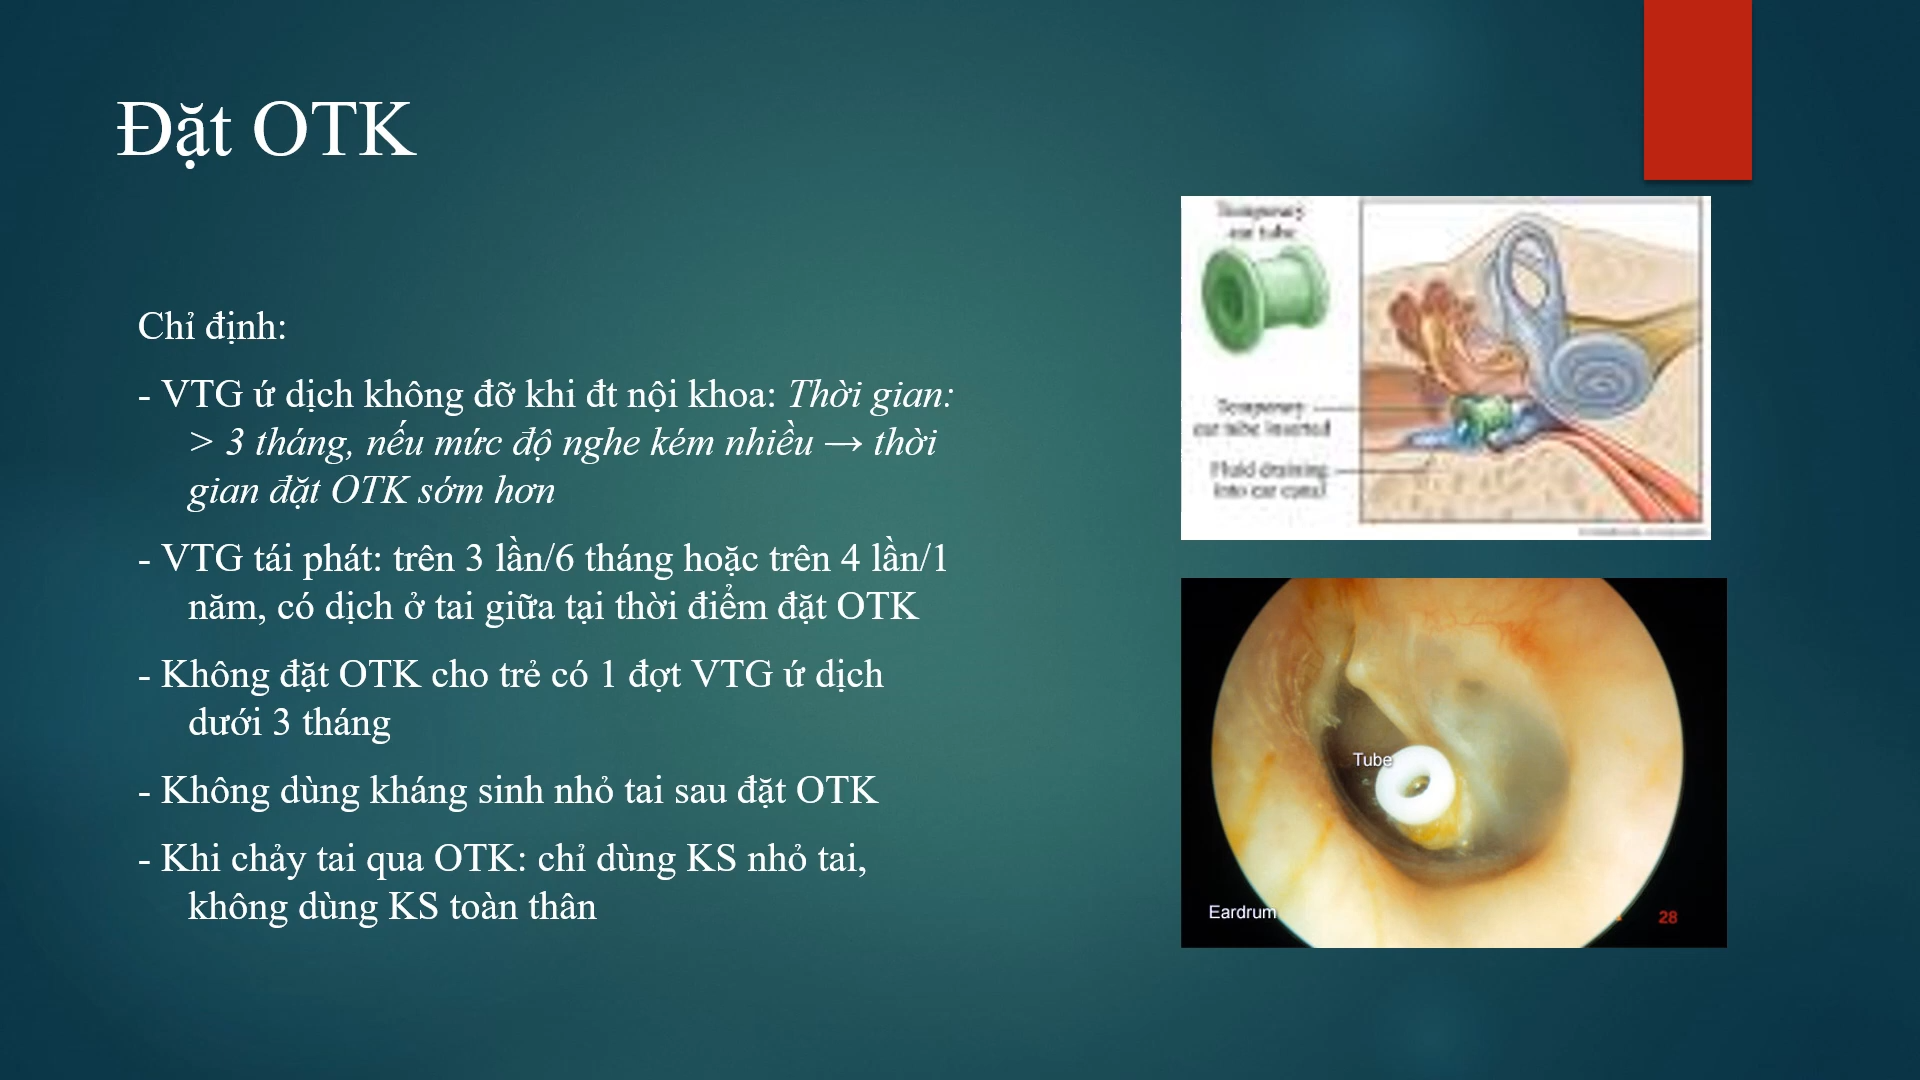 Đặt OTK
Chỉ định:
- VTG ứ dịch không đỡ khi đt nội khoa: Thời gian:
> 3 tháng, nếu mức độ nghe kém nhiều → thời
gian đặt OTK sớm hơn
- VTG tái phát: trên 3 lần/6 tháng hoặc trên 4 lần/1
năm, có dịch ở tai giữa tại thời điểm đặt OTK
- Không đặt OTK cho trẻ có 1 đợt VTG ứ dịch
dưới 3 tháng
- Không dùng kháng sinh nhỏ tai sau đặt OTK
- Khi chảy tai qua OTK: chỉ dùng KS nhỏ tai,
không dùng KS toàn thân
Temporary
ear tube
Temporary
ear tube inserted
Fluid draining
into ear canal
Tube
Eardrum
28